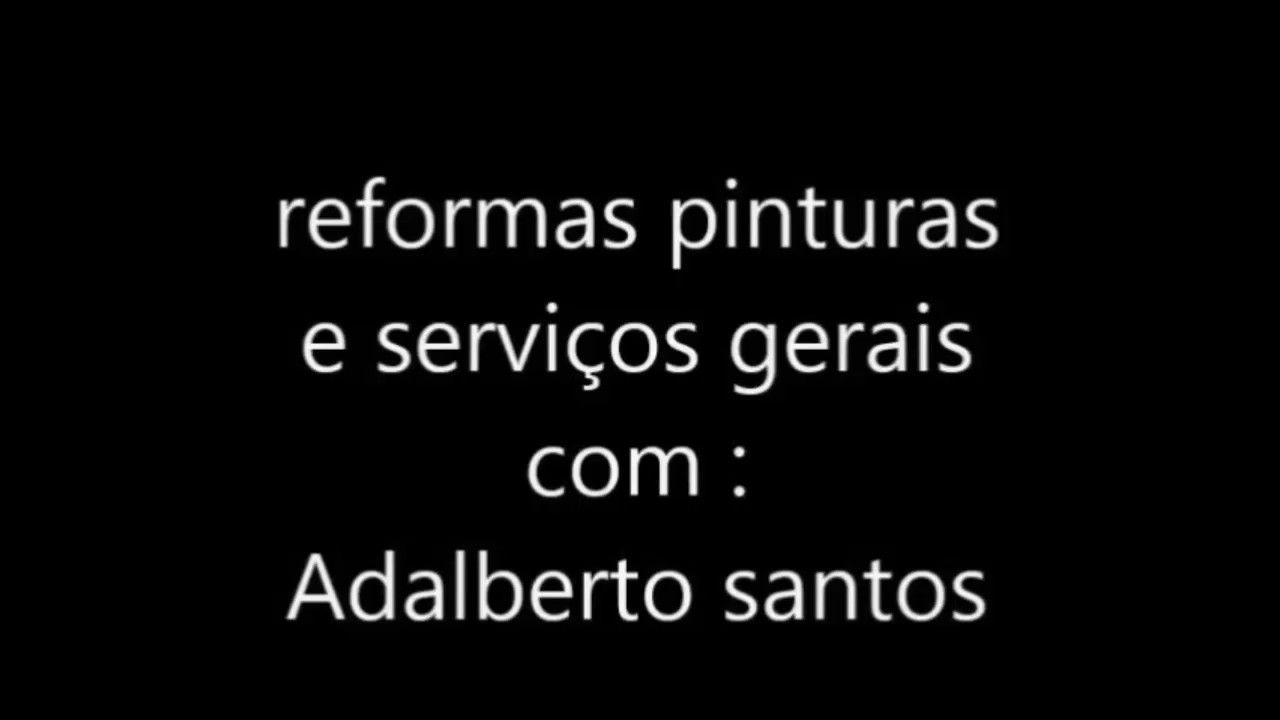 reformas pinturas
e serviços gerais
com :
Adalberto santos